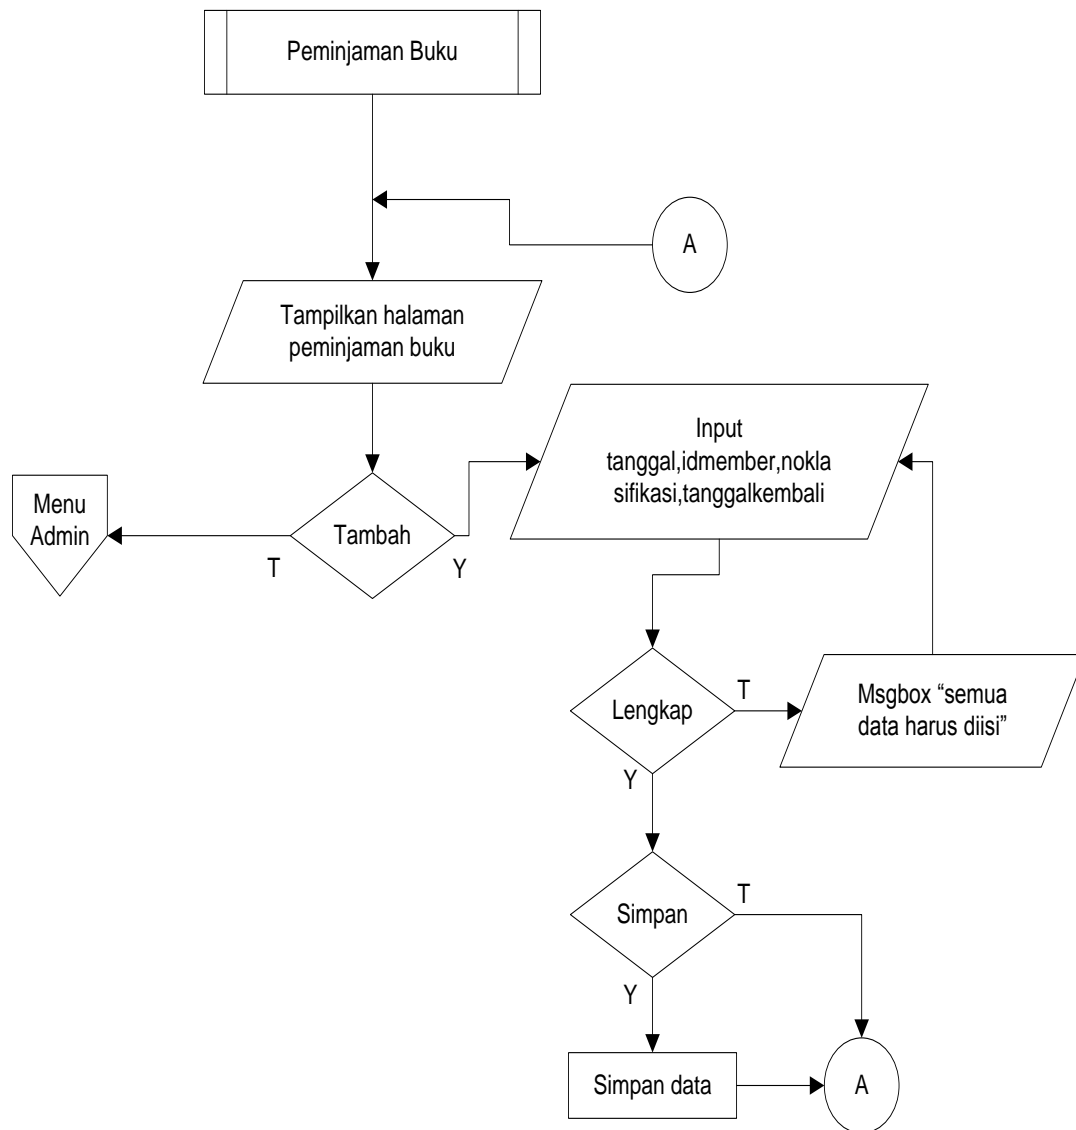 Peminjaman Buku
A
Tampilkan halaman
peminjaman buku
Input
tanggal,idmember,nokla
sifikasi,tanggalkembali
Menu
Admin
Tambah
T
Y
Lengkap
T
Msgbox “semua
data harus diisi”
Y
Simpan
T
Y
Simpan data
A